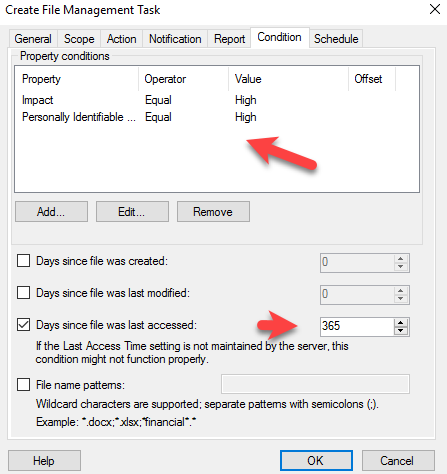 Create File Management Task
General Scope Action Notification Report Condition Schedule
Property conditions
Property Operator Value Offset
Impact Equal High
Personally Identifiable ... Equal High
Add... Edit... Remove
Days since file was created: 0
Days since file was last modified: 0
Days since file was last accessed: 365
If the Last Access Time setting is not maintained by the server, this
condition might not function properly.
File name patterns:
Wildcard characters are supported; separate patterns with semicolons (;).
Example: *.docx;*.xlsx;*financial*.*
Help OK Cancel